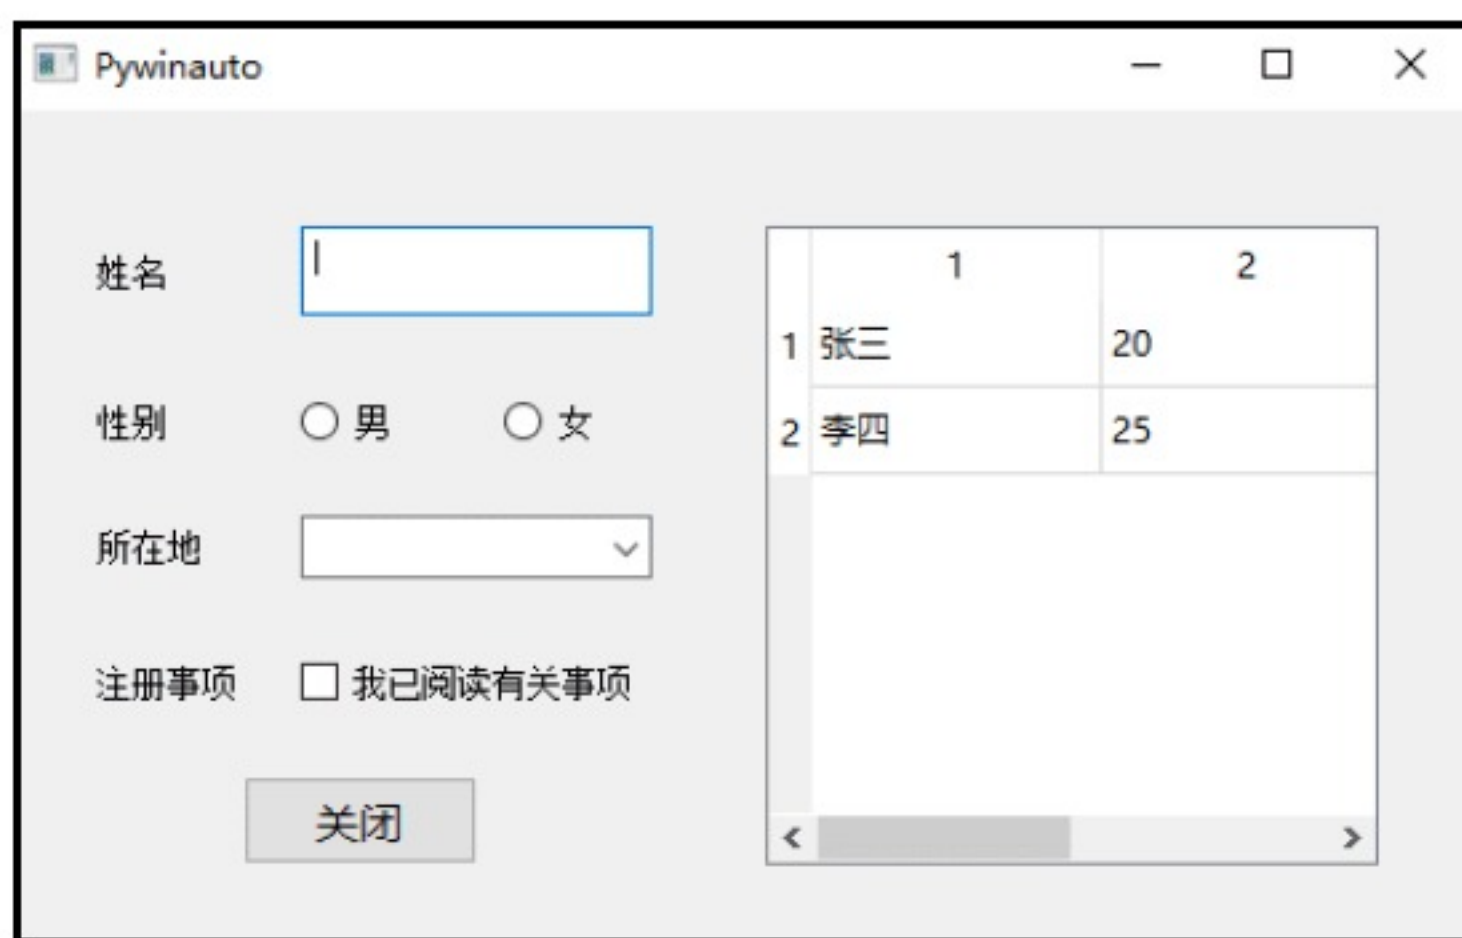 Pywinauto
姓名
性别 男 女
所在地
注册事项 我已阅读有关事项
关闭
1 2
1 张三 20
2 李四 25